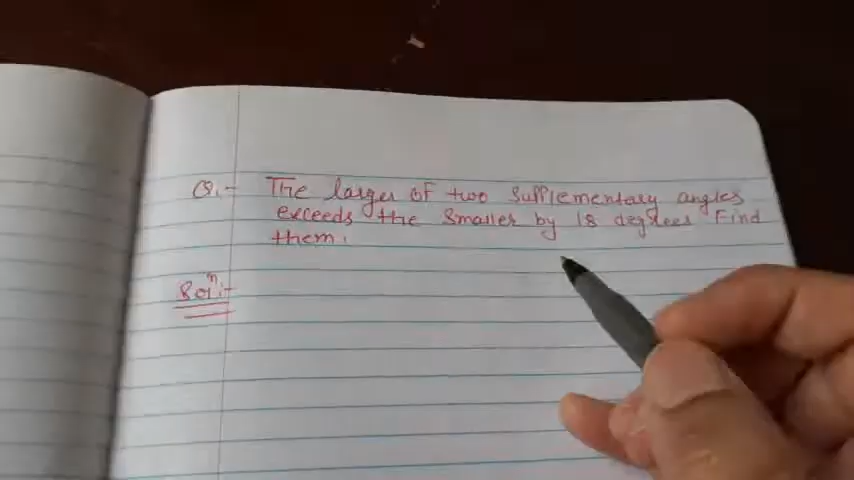 Q:- The larger of two supplementary angles
exceeds the smaller by 18 degrees Find
them.
Solⁿ:-